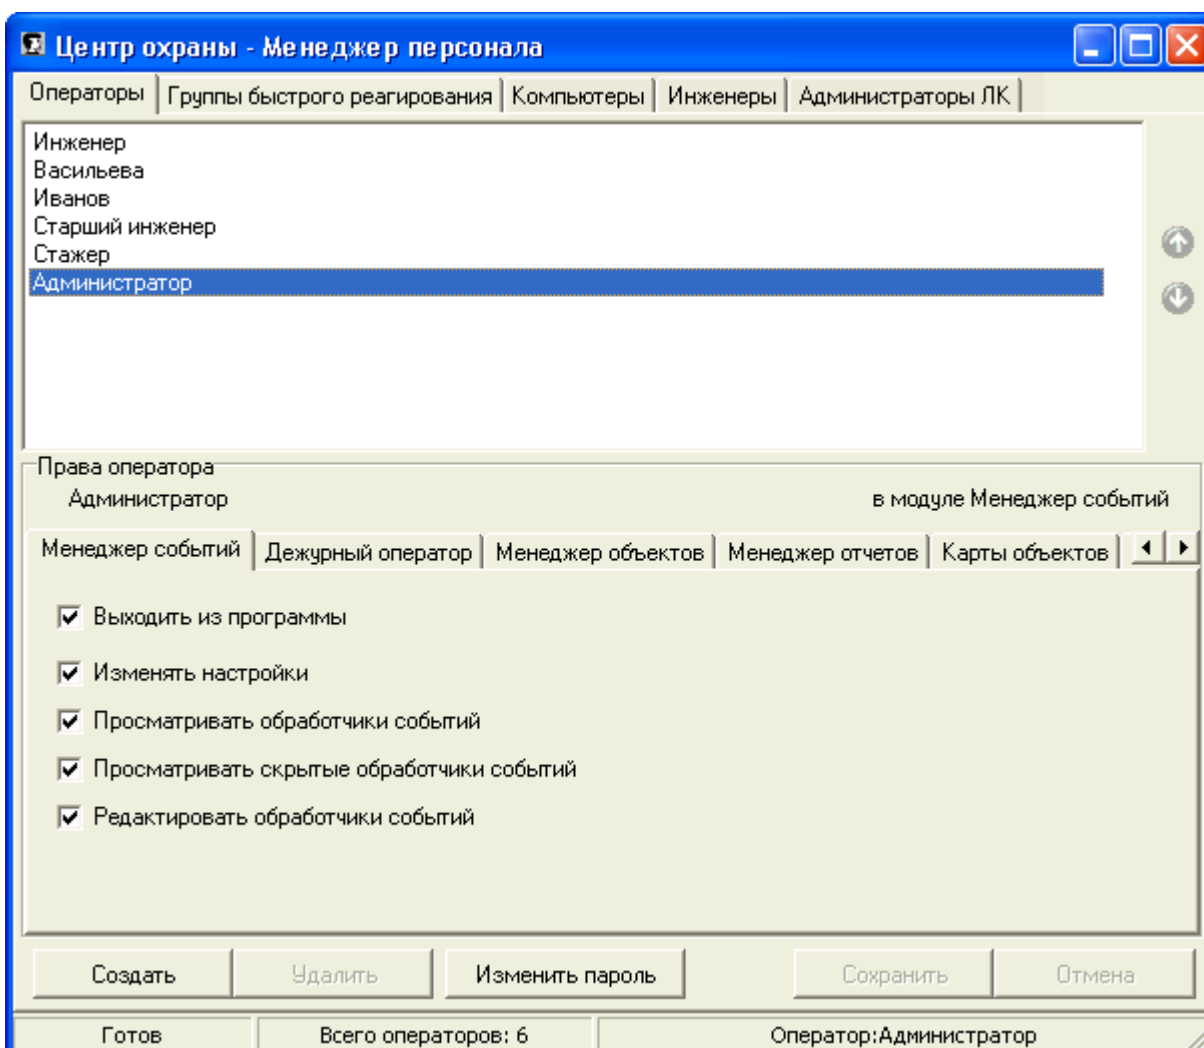 Центр охраны - Менеджер персонала
Операторы Группы быстрого реагирования Компьютеры Инженеры Администраторы ЛК
Инженер
Васильева
Иванов
Старший инженер
Стажер
Администратор
Права оператора
Администратор в модуле Менеджер событий
Менеджер событий Дежурный оператор Менеджер объектов Менеджер отчетов Карты объектов
Выходить из программы
Изменять настройки
Просматривать обработчики событий
Просматривать скрытые обработчики событий
Редактировать обработчики событий
Создать Удалить Изменить пароль Сохранить Отмена
Готов Всего операторов: 6 Оператор:Администратор